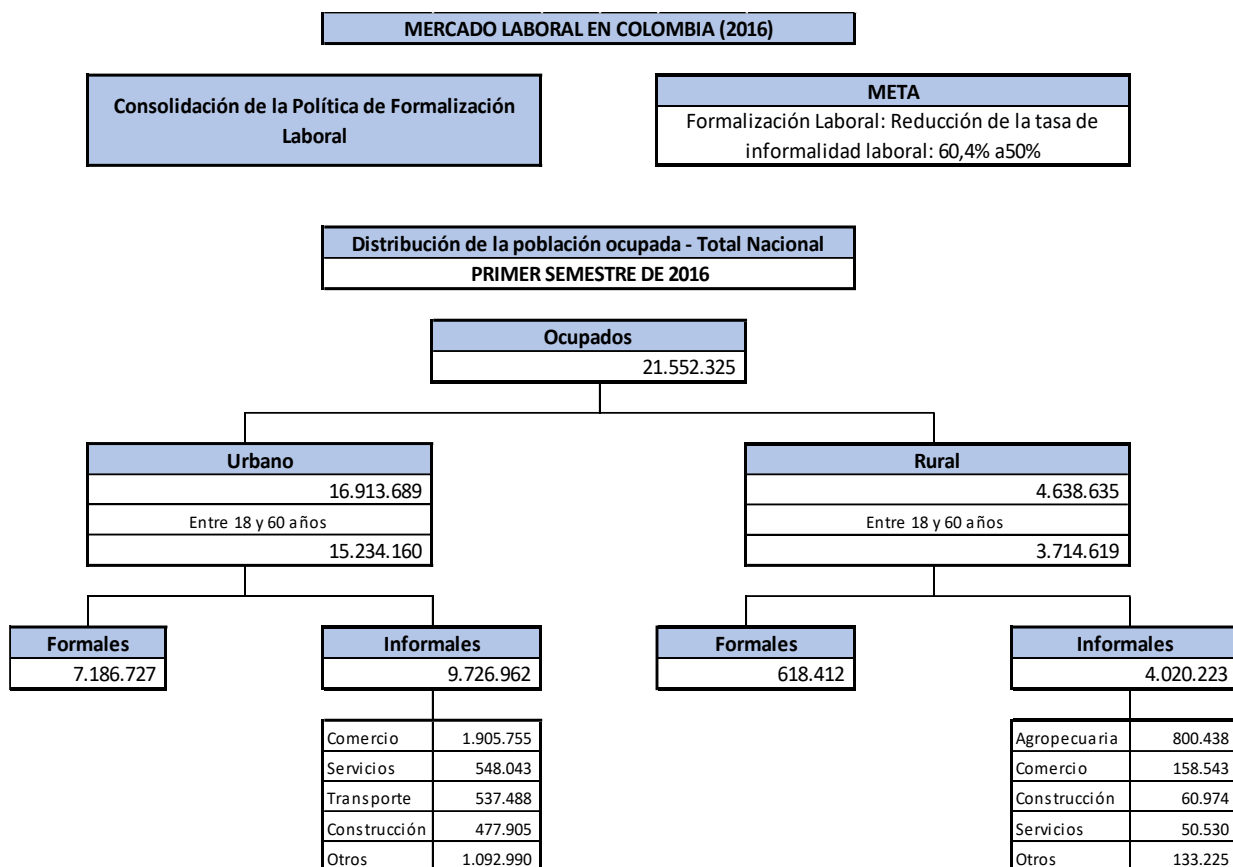 MERCADO LABORAL EN COLOMBIA (2016)
Consolidación de la Política de Formalización
Laboral
META
Formalización Laboral: Reducción de la tasa de
informalidad laboral: 60,4% a50%
Distribución de la población ocupada - Total Nacional
PRIMER SEMESTRE DE 2016
Ocupados
21.552.325
Urbano
16.913.689
Entre 18 y 60 años
15.234.160
Rural
4.638.635
Entre 18 y 60 años
3.714.619
Formales
7.186.727
Informales
9.726.962
Comercio 1.905.755
Servicios 548.043
Transporte 537.488
Construcción 477.905
Otros 1.092.990
Formales
618.412
Informales
4.020.223
Agropecuaria 800.438
Comercio 158.543
Construcción 60.974
Servicios 50.530
Otros 133.225